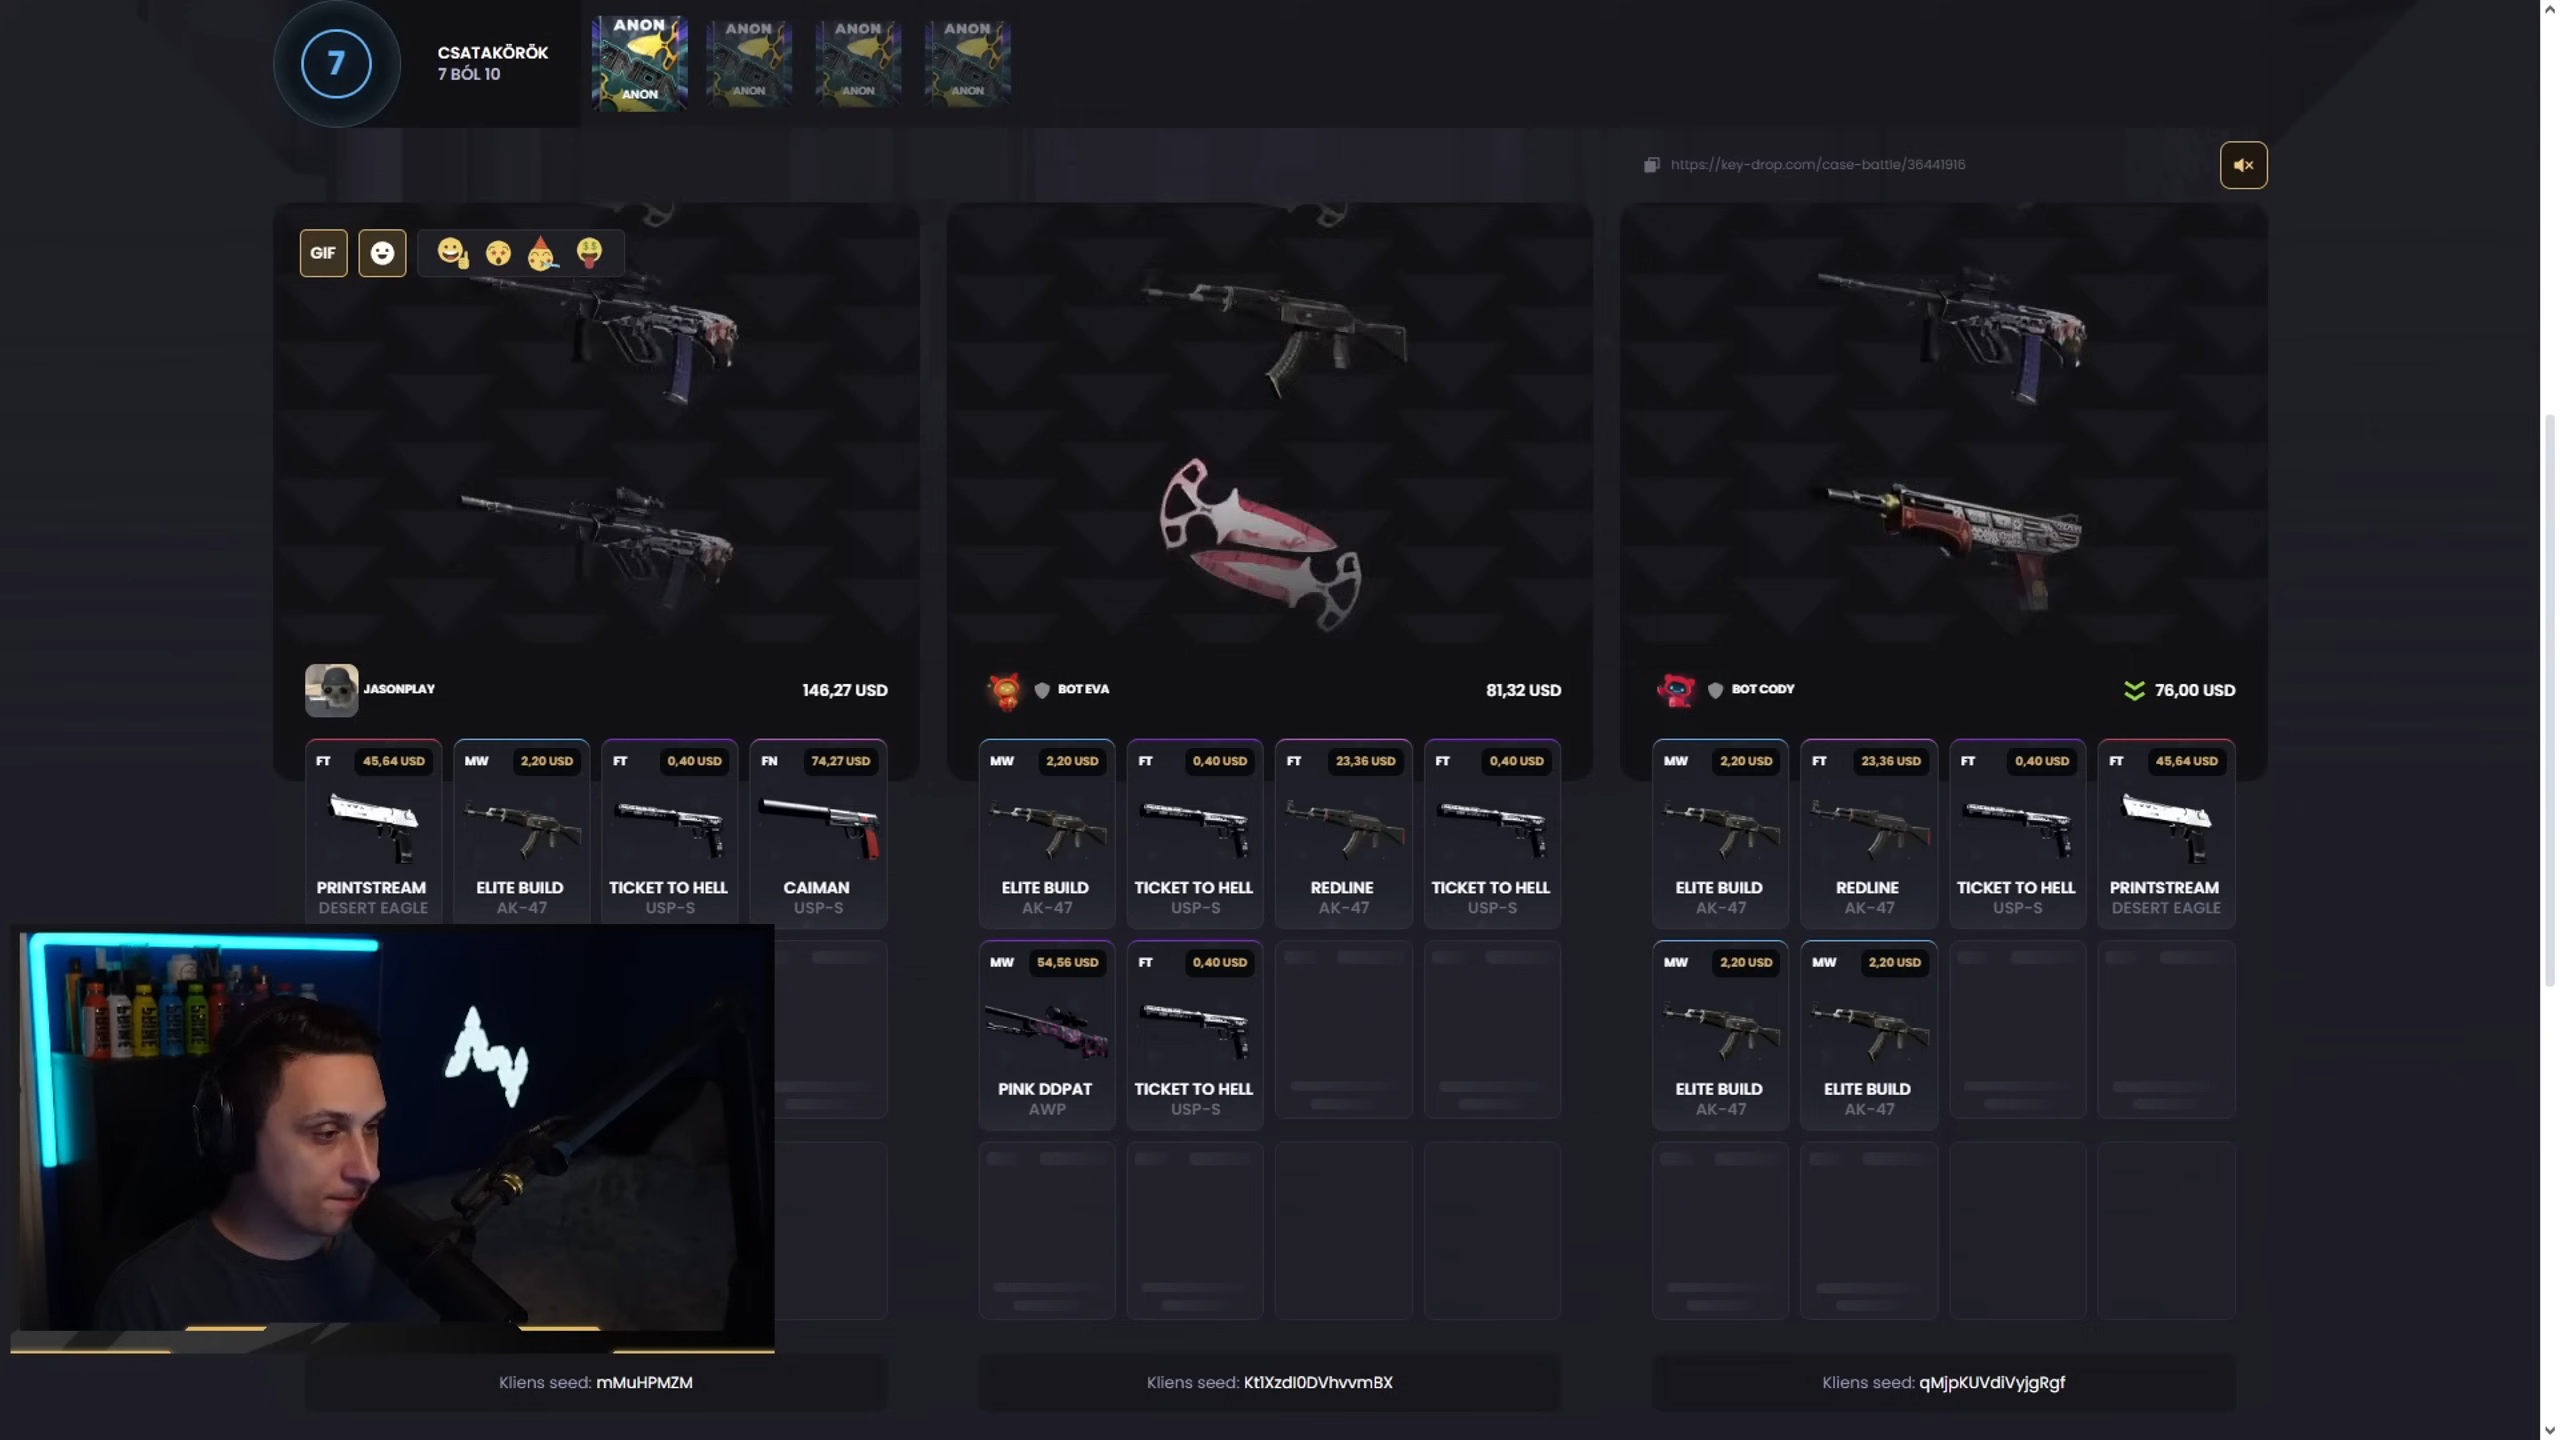 7
CSATAKÖRÖK
7 BÓL 10
ANON
ANON
ANON
ANON
ANON
ANON
ANON
ANON
https://key-drop.com/case-battle/36441916
GIF
JASONPLAY
146,27 USD
BOT EVA
81,32 USD
BOT CODY
76,00 USD
FT 45,64 USD
PRINTSTREAM
DESERT EAGLE
MW 2,20 USD
ELITE BUILD
AK-47
FT 0,40 USD
TICKET TO HELL
USP-S
FN 74,27 USD
CAIMAN
USP-S
MW 2,20 USD
ELITE BUILD
AK-47
FT 0,40 USD
TICKET TO HELL
USP-S
FT 23,36 USD
REDLINE
AK-47
FT 0,40 USD
TICKET TO HELL
USP-S
MW 54,56 USD
PINK DDPAT
AWP
FT 0,40 USD
TICKET TO HELL
USP-S
MW 2,20 USD
ELITE BUILD
AK-47
FT 23,36 USD
REDLINE
AK-47
FT 0,40 USD
TICKET TO HELL
USP-S
FT 45,64 USD
PRINTSTREAM
DESERT EAGLE
MW 2,20 USD
ELITE BUILD
AK-47
MW 2,20 USD
ELITE BUILD
AK-47
PRIME
PRIME
PRIME
Kliens seed: mMuHPMZM
Kliens seed: Kt1XzdI0DVhvvmBX
Kliens seed: qMjpKUVdiVyjgRgf